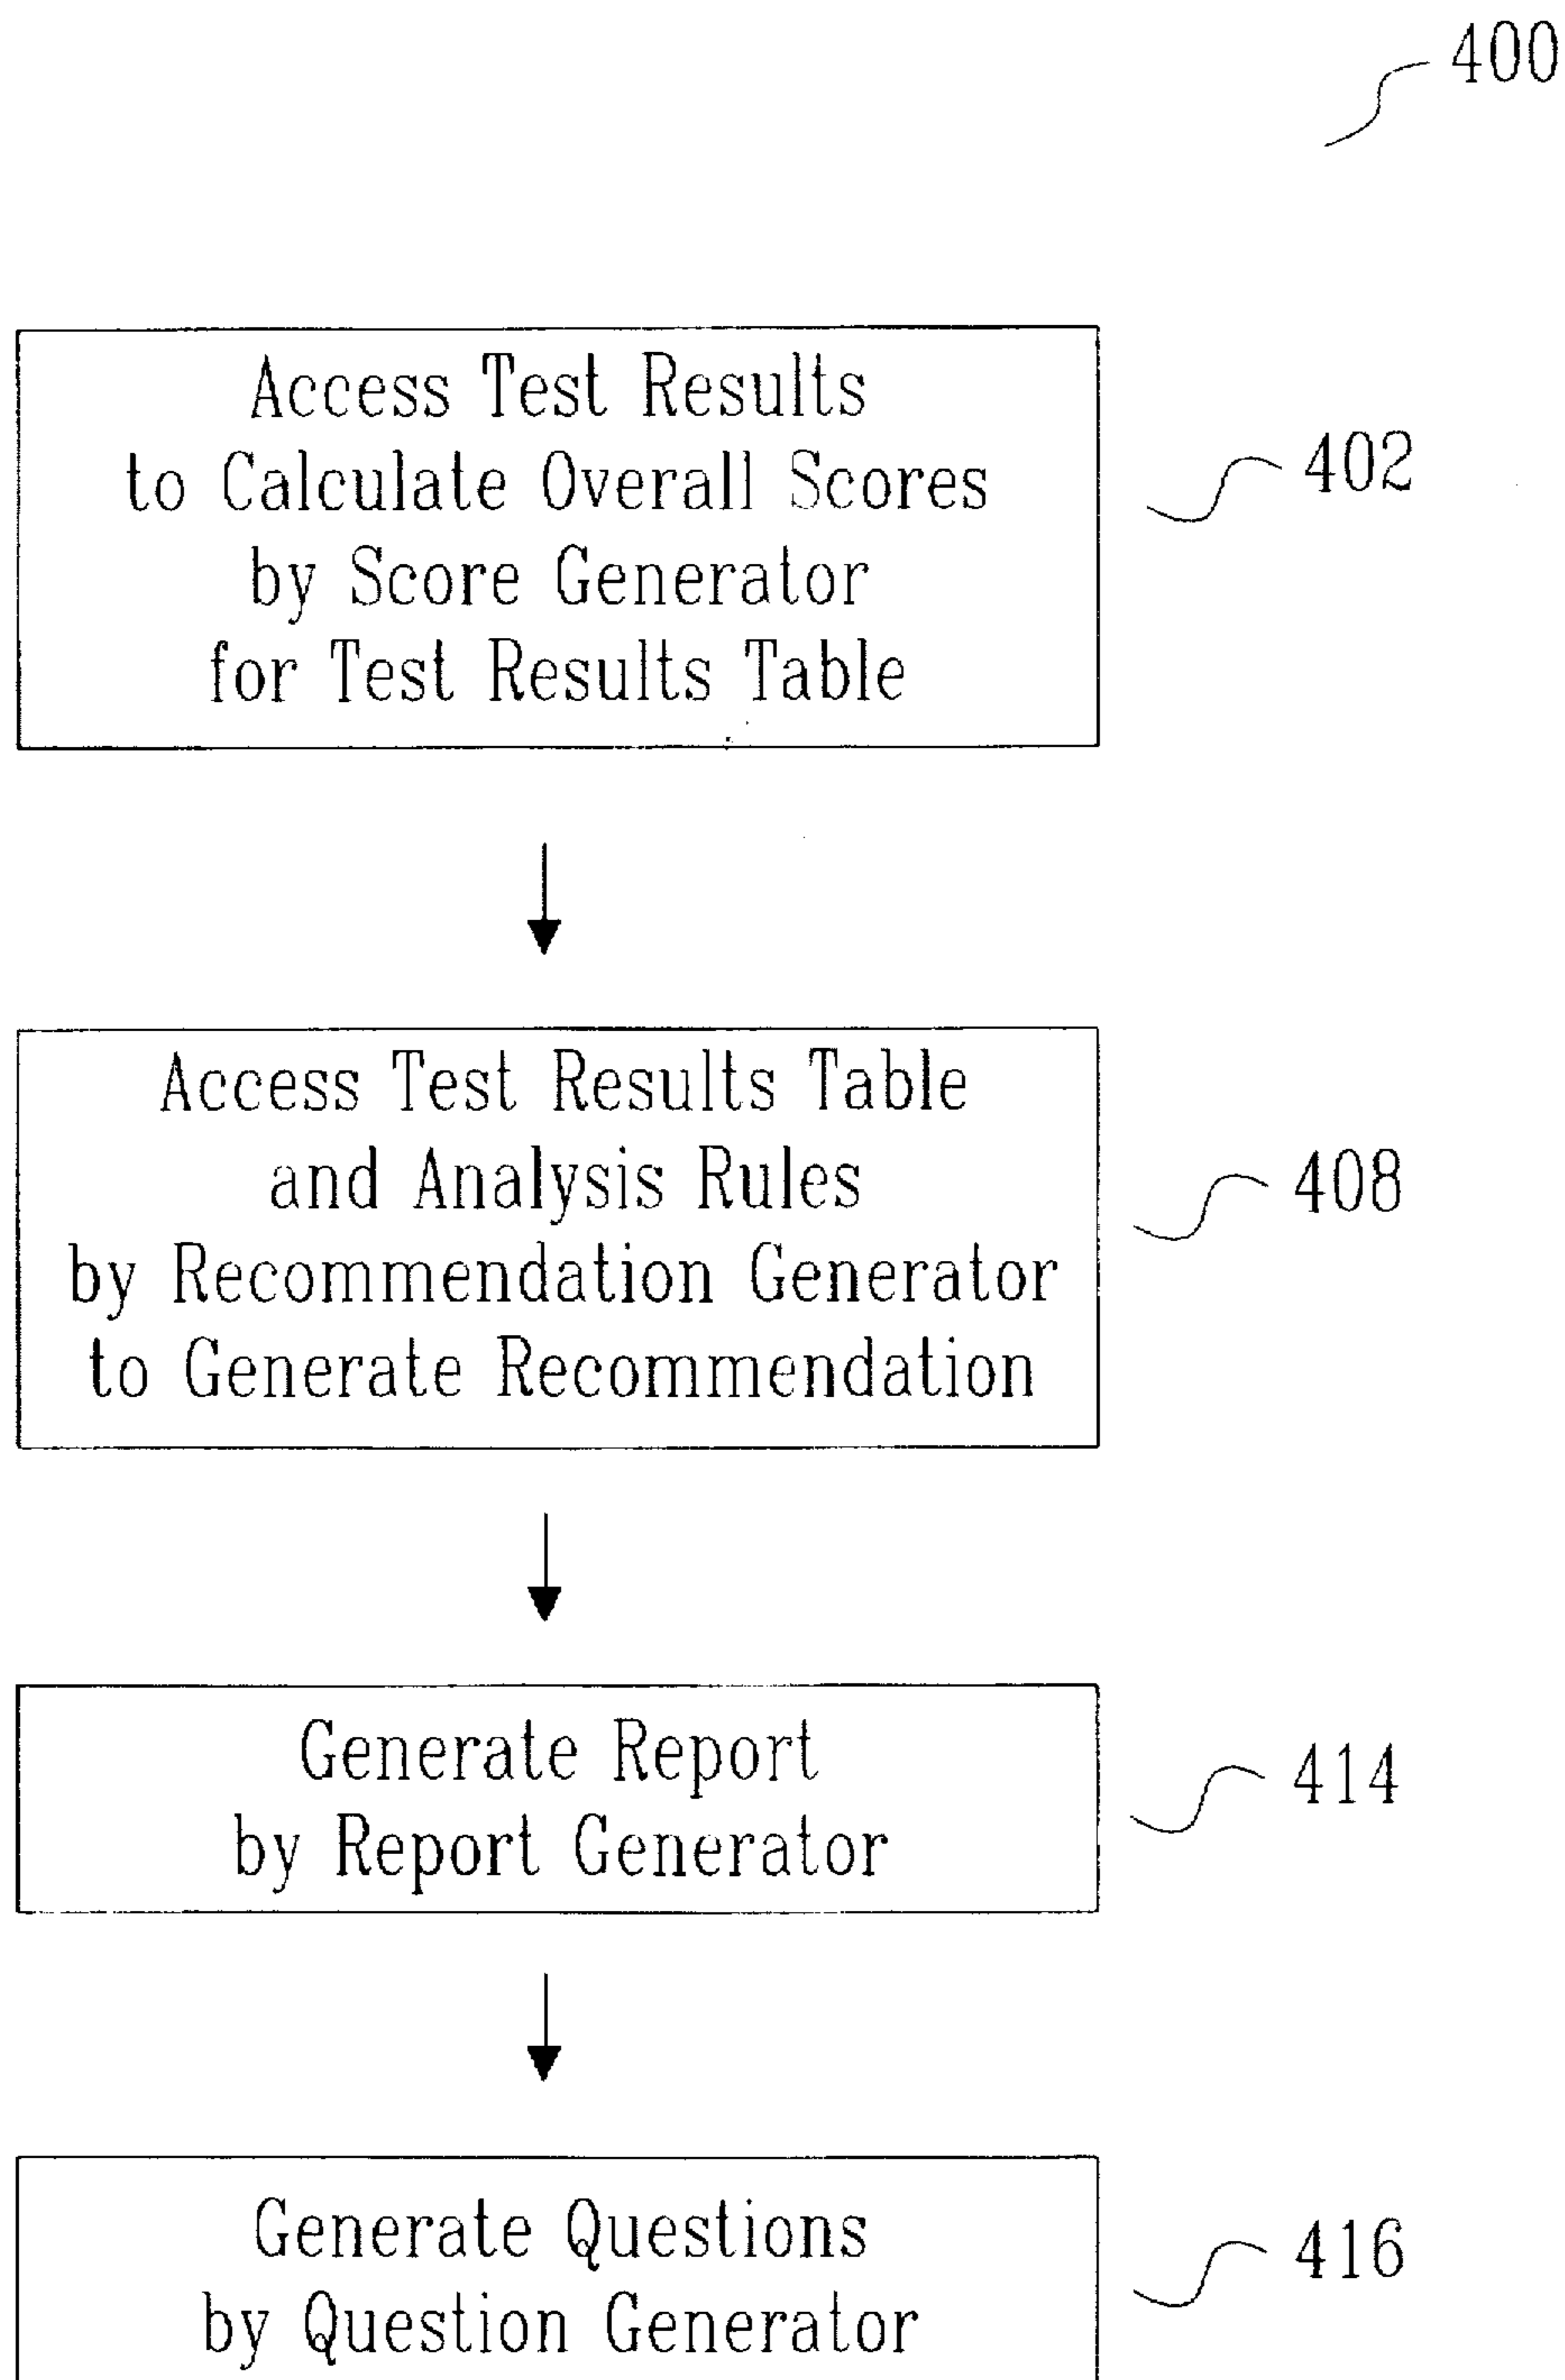 400
Access Test Results
to Calculate Overall Scores
by Score Generator
for Test Results Table
402
Access Test Results Table
and Analysis Rules
by Recommendation Generator
to Generate Recommendation
408
Generate Report
by Report Generator
414
Generate Questions
by Question Generator
416